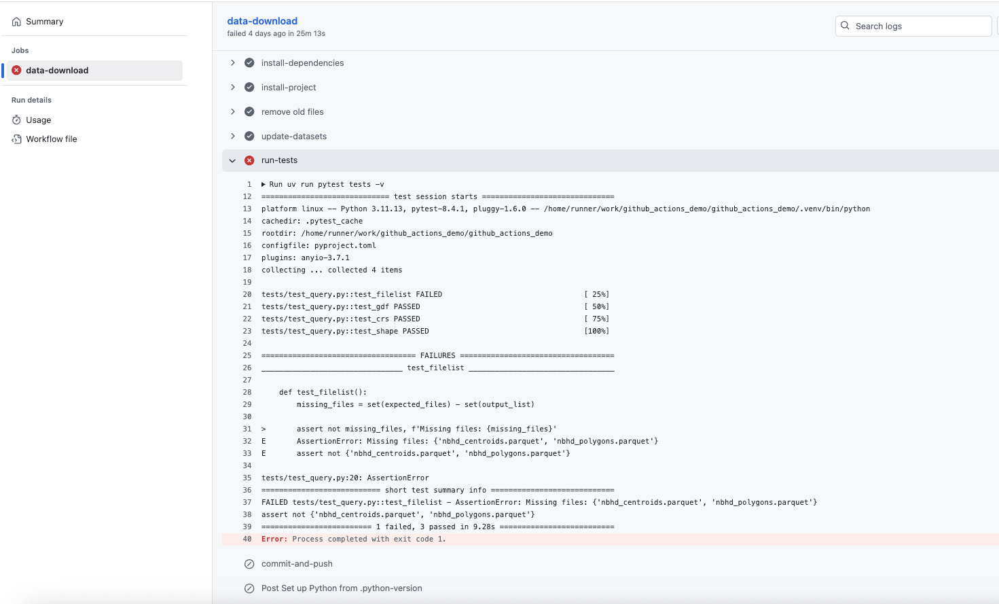 Summary
Jobs
data-download
Run details
Usage
Workflow file
data-download
failed 4 days ago in 25m 13s
Search logs
install-dependencies
install-project
remove old files
update-datasets
run-tests
1 Run uv run pytest tests -v
12 ============================= test session starts ==============================
13 platform linux -- Python 3.11.13, pytest-8.4.1, pluggy-1.6.0 -- /home/runner/work/github_actions_demo/github_actions_demo/.venv/bin/python
14 cachedir: .pytest_cache
15 rootdir: /home/runner/work/github_actions_demo/github_actions_demo
16 configfile: pyproject.toml
17 plugins: anyio-3.7.1
18 collecting ... collected 4 items
19
20 tests/test_query.py::test_filelist FAILED [ 25%]
21 tests/test_query.py::test_gdf PASSED [ 50%]
22 tests/test_query.py::test_crs PASSED [ 75%]
23 tests/test_query.py::test_shape PASSED [100%]
24
25 =================================== FAILURES ===================================
26 ________________________________ test_filelist _________________________________
27
28 def test_filelist():
29 missing_files = set(expected_files) - set(output_list)
30
31 > assert not missing_files, f'Missing files: {missing_files}'
32 E AssertionError: Missing files: {'nbhd_centroids.parquet', 'nbhd_polygons.parquet'}
33 E assert not {'nbhd_centroids.parquet', 'nbhd_polygons.parquet'}
34
35 tests/test_query.py:20: AssertionError
36 =========================== short test summary info ============================
37 FAILED tests/test_query.py::test_filelist - AssertionError: Missing files: {'nbhd_centroids.parquet', 'nbhd_polygons.parquet'}
38 assert not {'nbhd_centroids.parquet', 'nbhd_polygons.parquet'}
39 ========================= 1 failed, 3 passed in 9.28s ==========================
40 Error: Process completed with exit code 1.
commit-and-push
Post Set up Python from .python-version